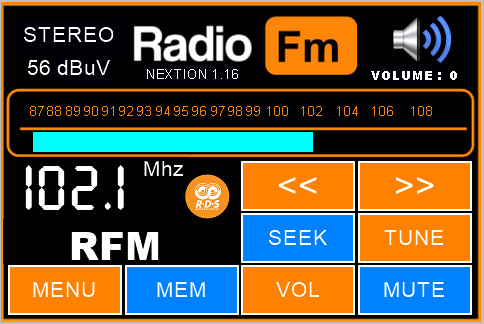 STEREO
56 dBuV
Radio Fm
NEXTION 1.16
VOLUME : 0
87 88 89 90 91 92 93 94 95 96 97 98 99 100 102 104 106 108
102.1 Mhz
R·D·S
RFM
<< >>
SEEK TUNE
MENU MEM VOL MUTE